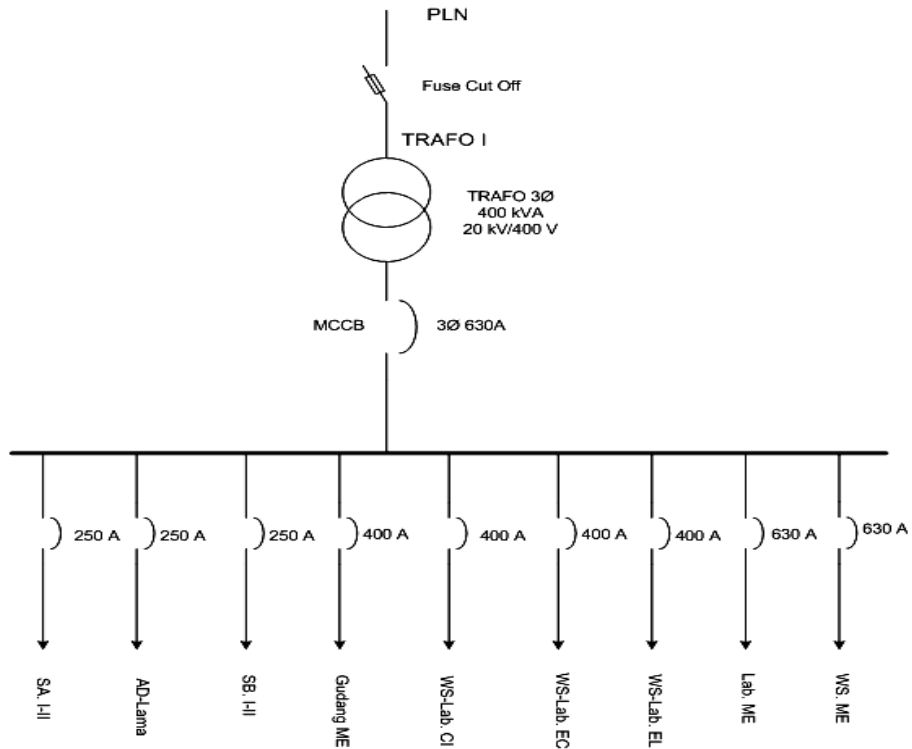 PLN
Fuse Cut Off
TRAFO I
TRAFO 3Ø
400 kVA
20 kV/400 V
MCCB
3Ø 630A
250 A
250 A
250 A
400 A
400 A
400 A
400 A
630 A
630 A
SA. I-II
AD-Lama
SB. I-II
Gudang ME
WS-Lab. CI
WS-Lab. EC
WS-Lab. EL
Lab. ME
WS. ME